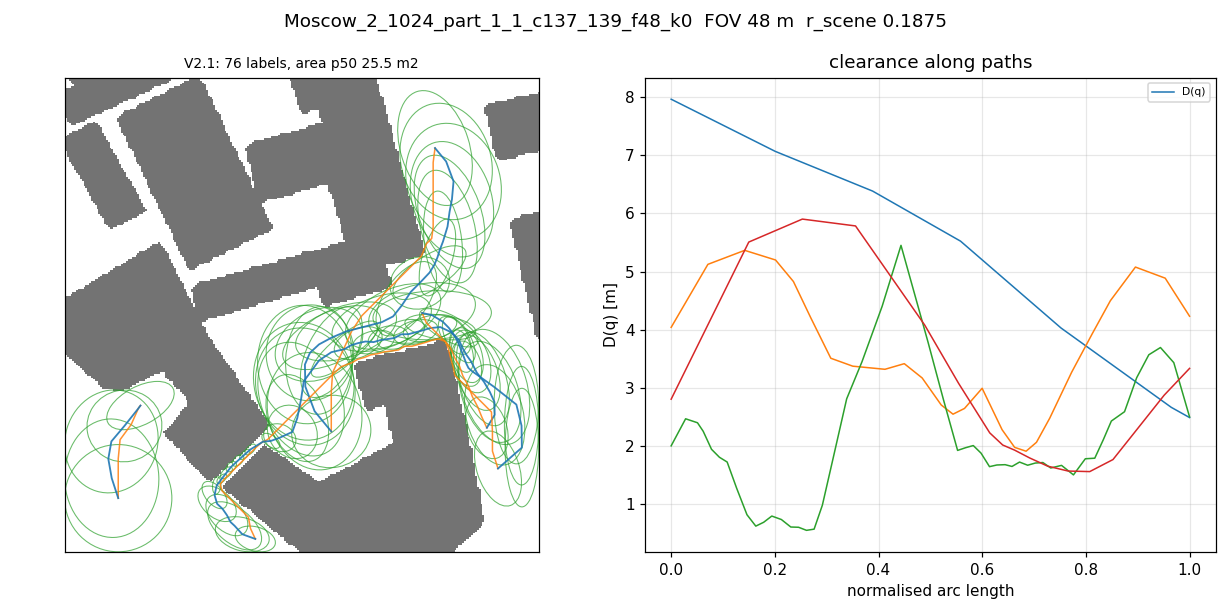 Moscow_2_1024_part_1_1_c137_139_f48_k0  FOV 48 m  r_scene 0.1875
V2.1: 76 labels, area p50 25.5 m2
clearance along paths
D(q)
8
7
6
5
4
3
2
1
D(q) [m]
0.0 0.2 0.4 0.6 0.8 1.0
normalised arc length